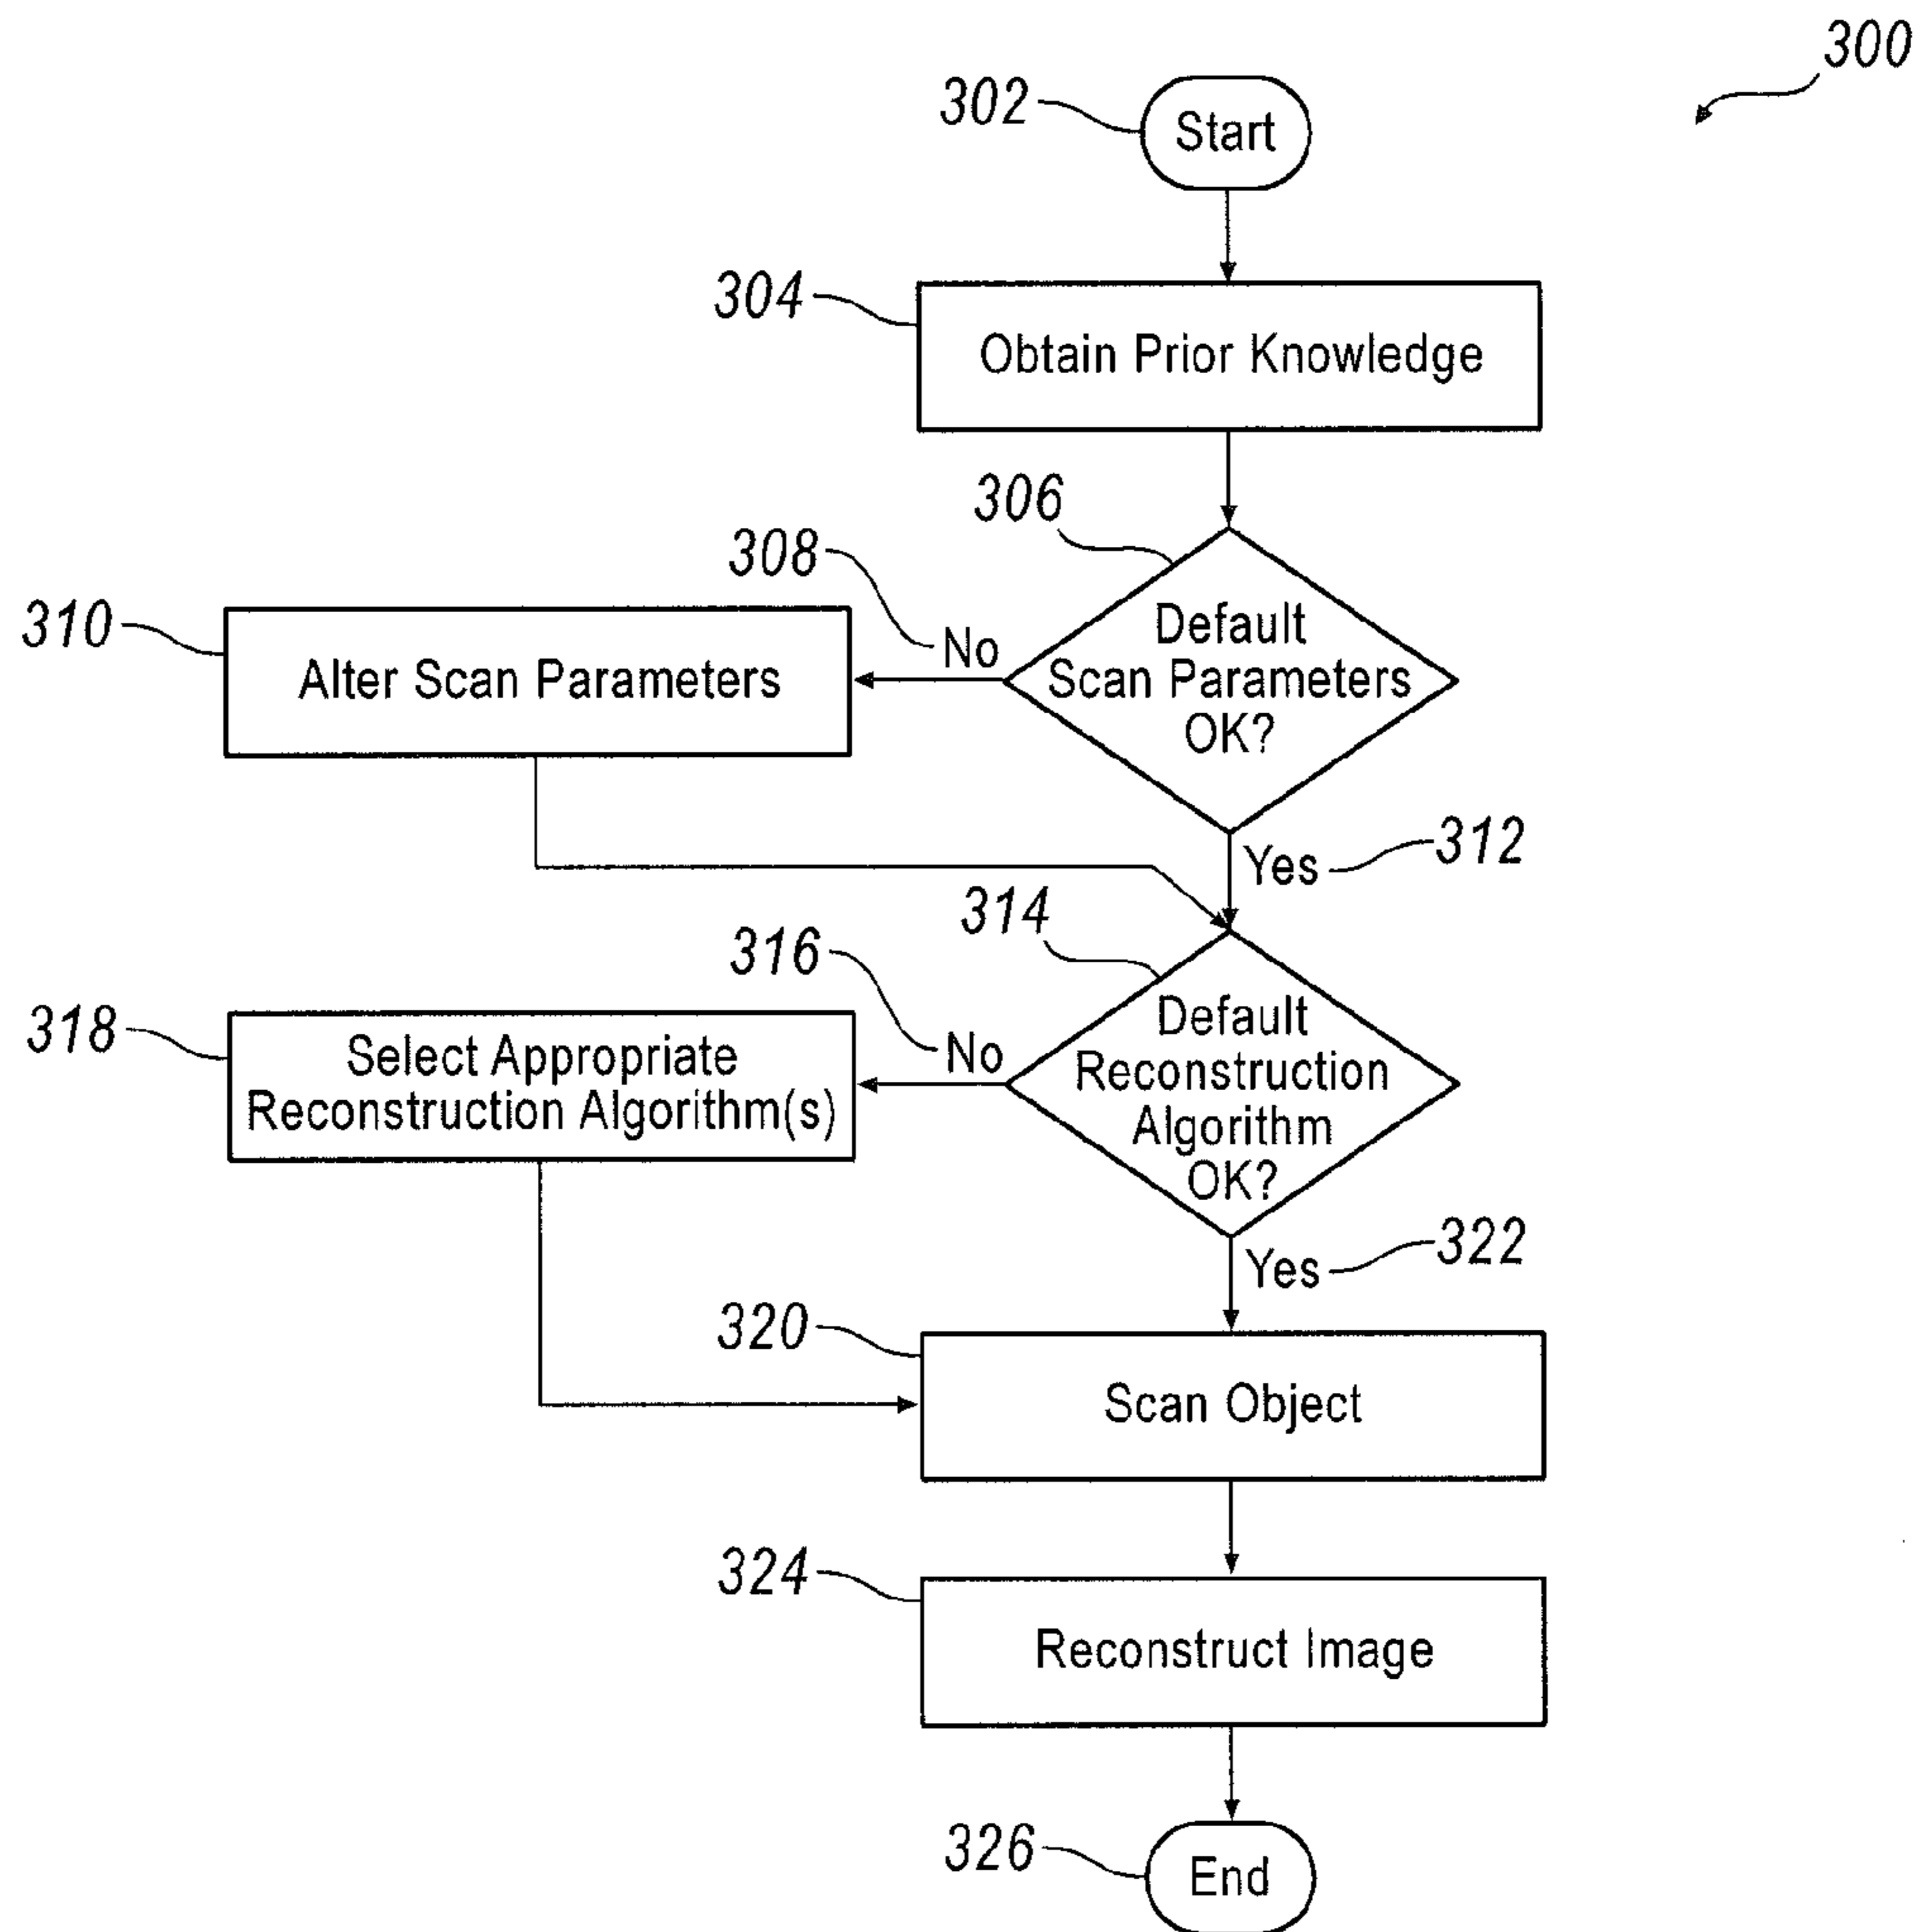 300
302
Start
304
Obtain Prior Knowledge
306
308
310
Default
Scan Parameters
OK?
No
Alter Scan Parameters
312
Yes
314
316
318
Default
Reconstruction
Algorithm
OK?
No
Select Appropriate
Reconstruction Algorithm(s)
322
Yes
320
Scan Object
324
Reconstruct Image
326
End